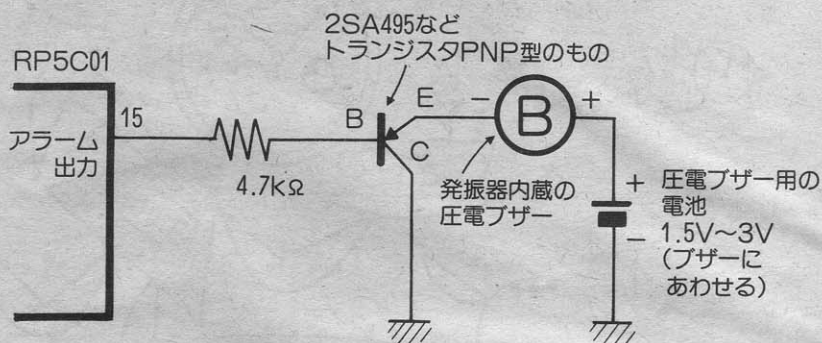 2SA495など
トランジスタPNP型のもの
RP5C01
15
アラーム
出力
4.7kΩ
B
E
C
−
B
+
発振器内蔵の
圧電ブザー
+
−
圧電ブザー用の
電池
1.5V〜3V
(ブザーに
あわせる)